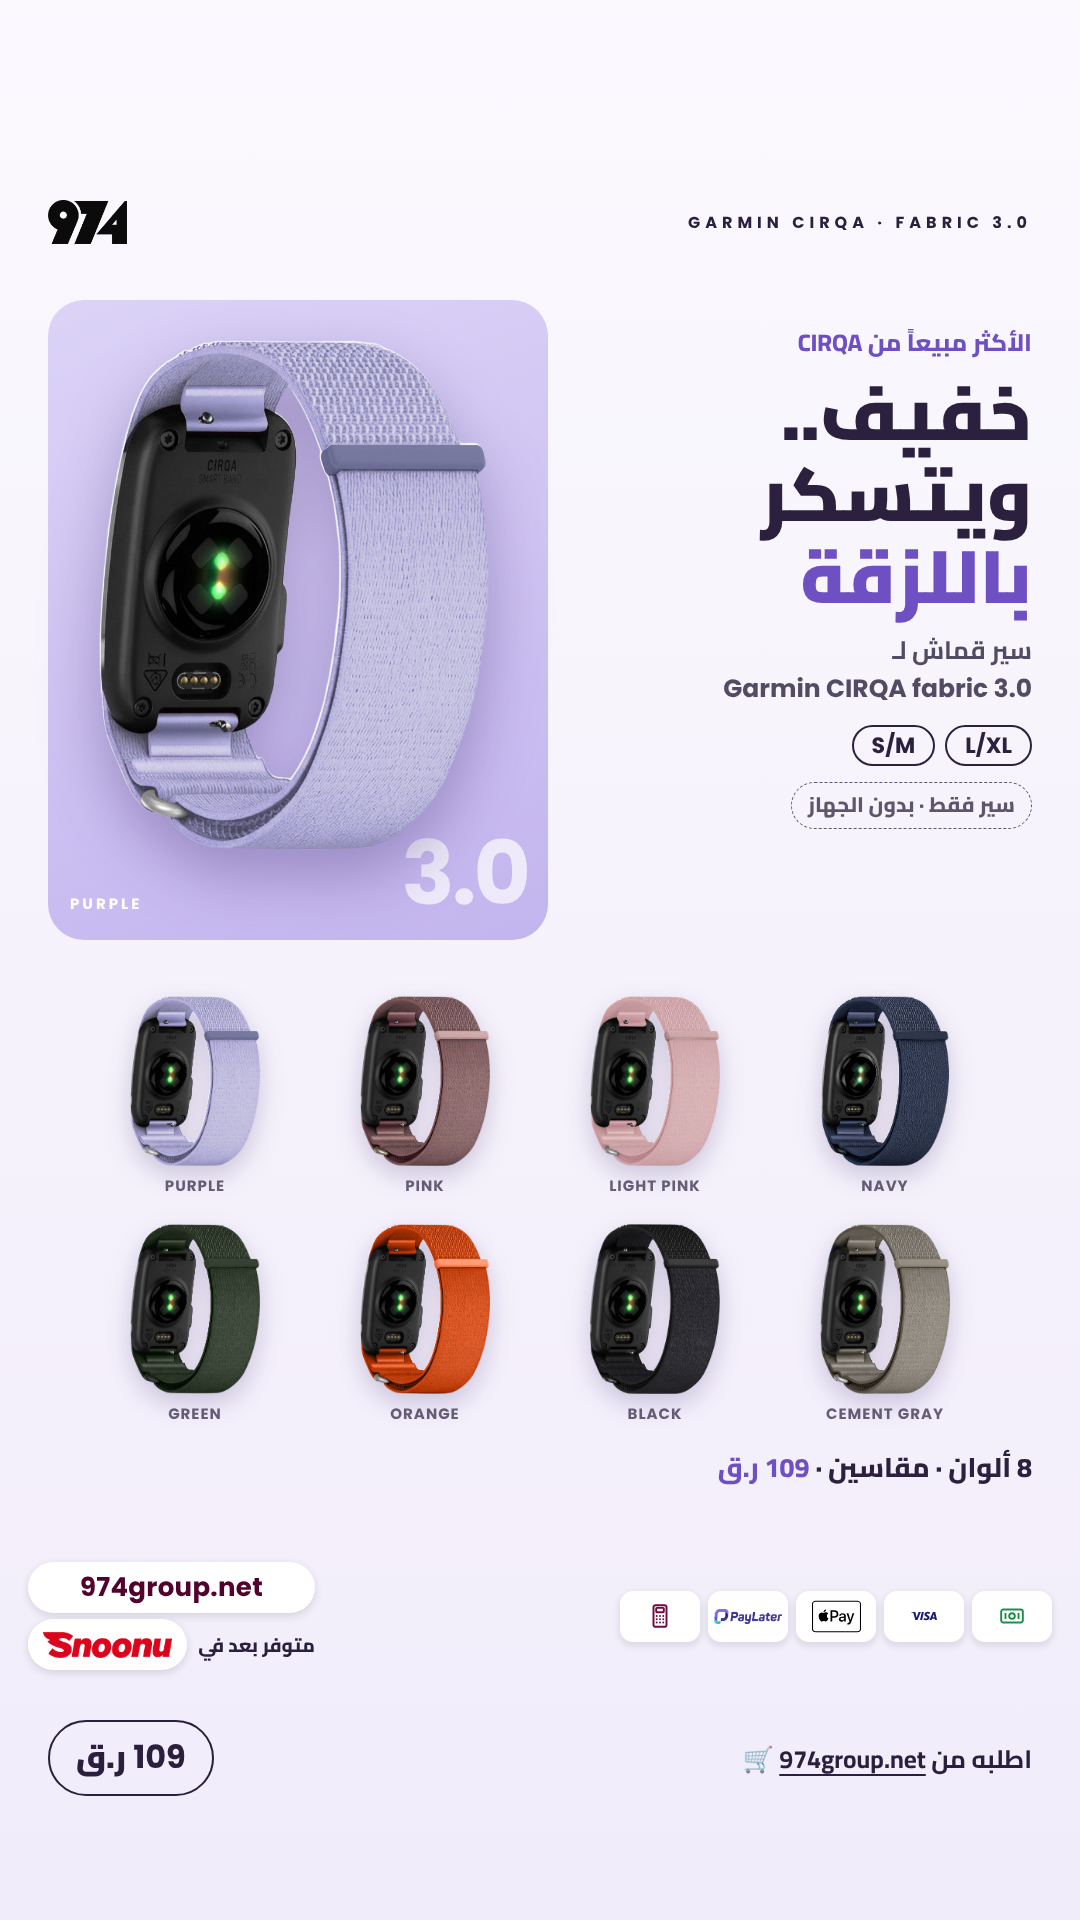 974
GARMIN CIRQA · FABRIC 3.0
الأكثر مبيعاً من CIRQA
خفيف..
ويتسكر
باللزقة
سير قماش لـ
Garmin CIRQA fabric 3.0
S/M
L/XL
سير فقط · بدون الجهاز
CIRQA
SMART BAND
3.0
PURPLE
PURPLE
PINK
LIGHT PINK
NAVY
GREEN
ORANGE
BLACK
CEMENT GRAY
8 ألوان · مقاسين · 109 ر.ق
974group.net
متوفر بعد في Snoonu
PayLater
Pay
VISA
109 ر.ق
اطلبه من 974group.net 🛒